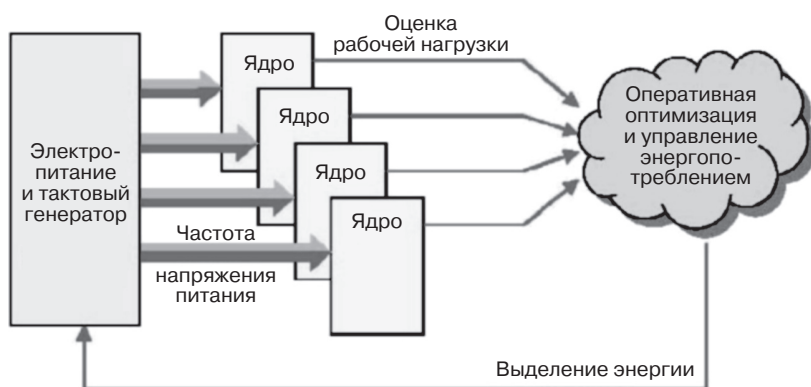 Оценка
рабочей нагрузки
Ядро
Ядро
Ядро
Ядро
Электро-
питание
и тактовый
генератор
Частота
напряжения
питания
Оперативная
оптимизация
и управление
энергопо-
треблением
Выделение энергии